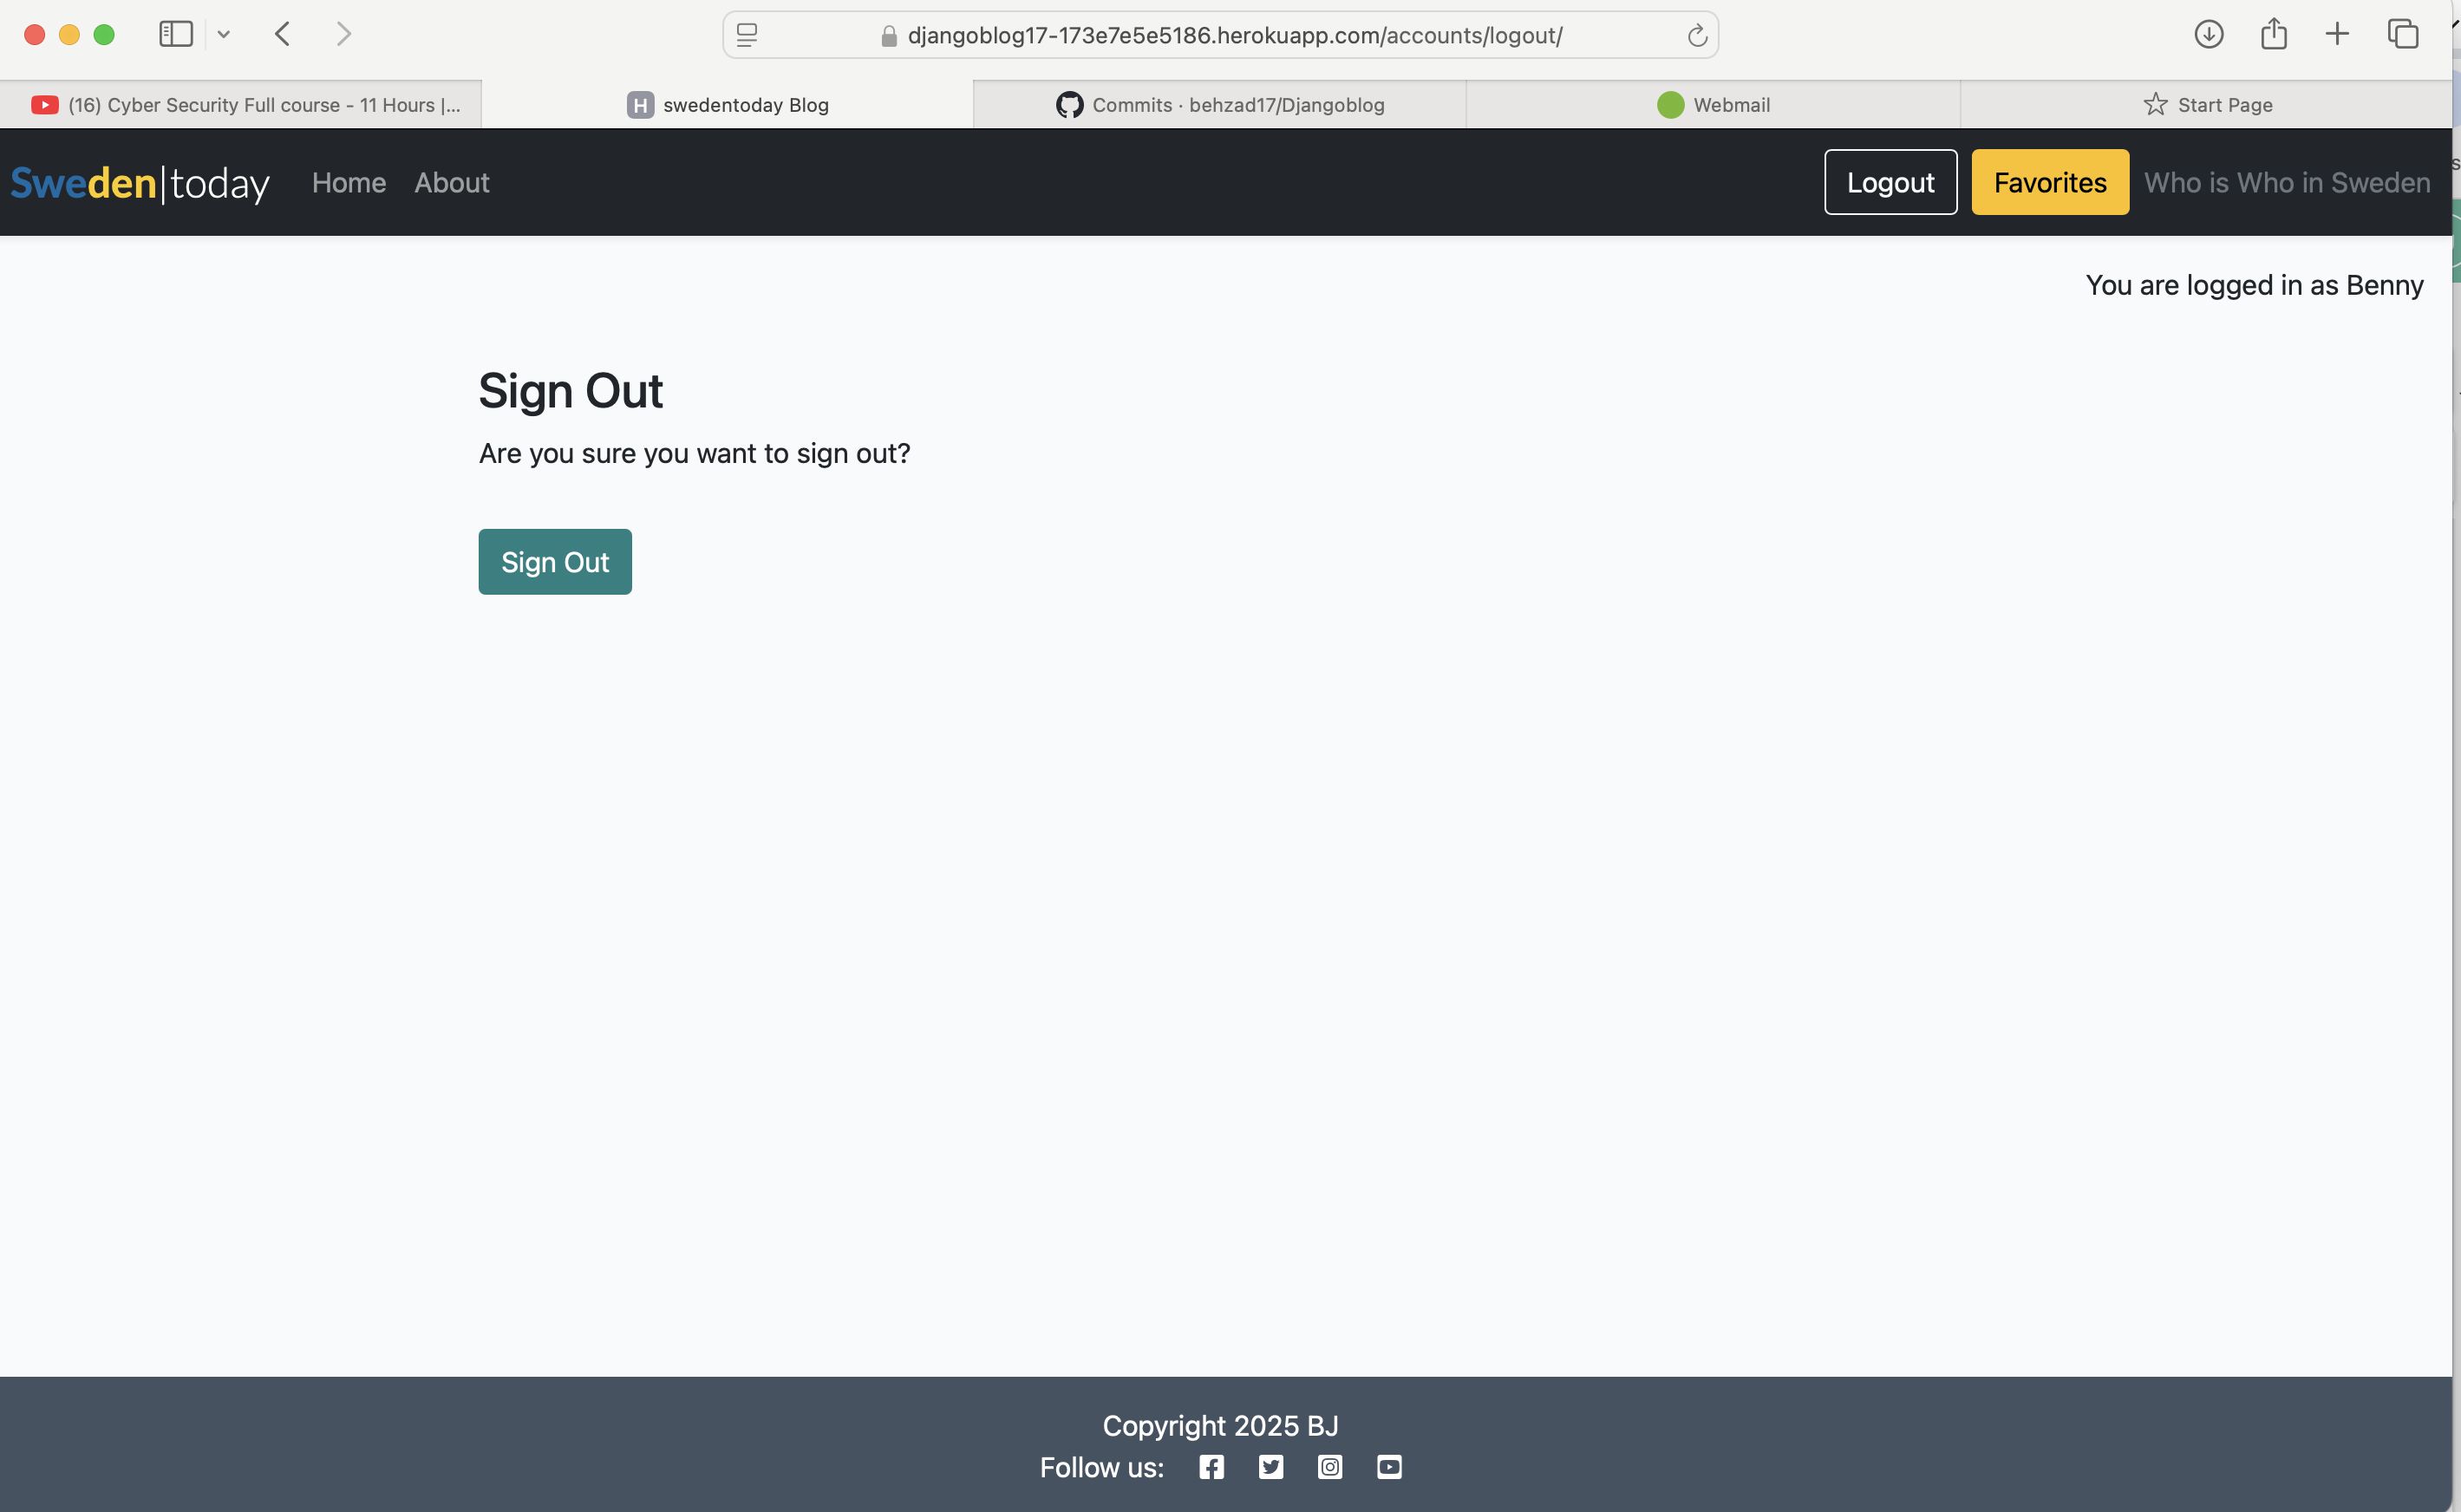 djangoblog17-173e7e5e5186.herokuapp.com/accounts/logout/
(16) Cyber Security Full course - 11 Hours |...
H swedentoday Blog
Commits · behzad17/Djangoblog
Webmail
Start Page
Sweden|today
Home
About
Logout
Favorites
Who is Who in Sweden
You are logged in as Benny
Sign Out
Are you sure you want to sign out?
Sign Out
Copyright 2025 BJ
Follow us: